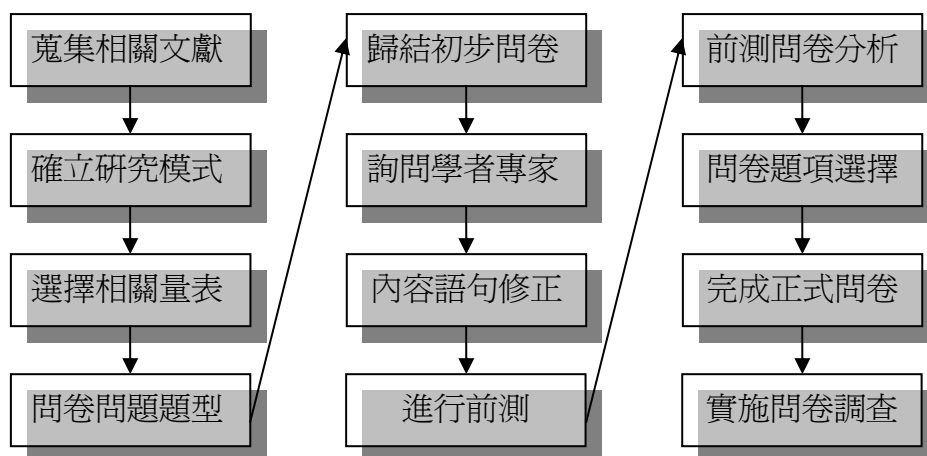 蒐集相關文獻
確立研究模式
選擇相關量表
問卷問題題型
歸結初步問卷
詢問學者專家
內容語句修正
進行前測
前測問卷分析
問卷題項選擇
完成正式問卷
實施問卷調查